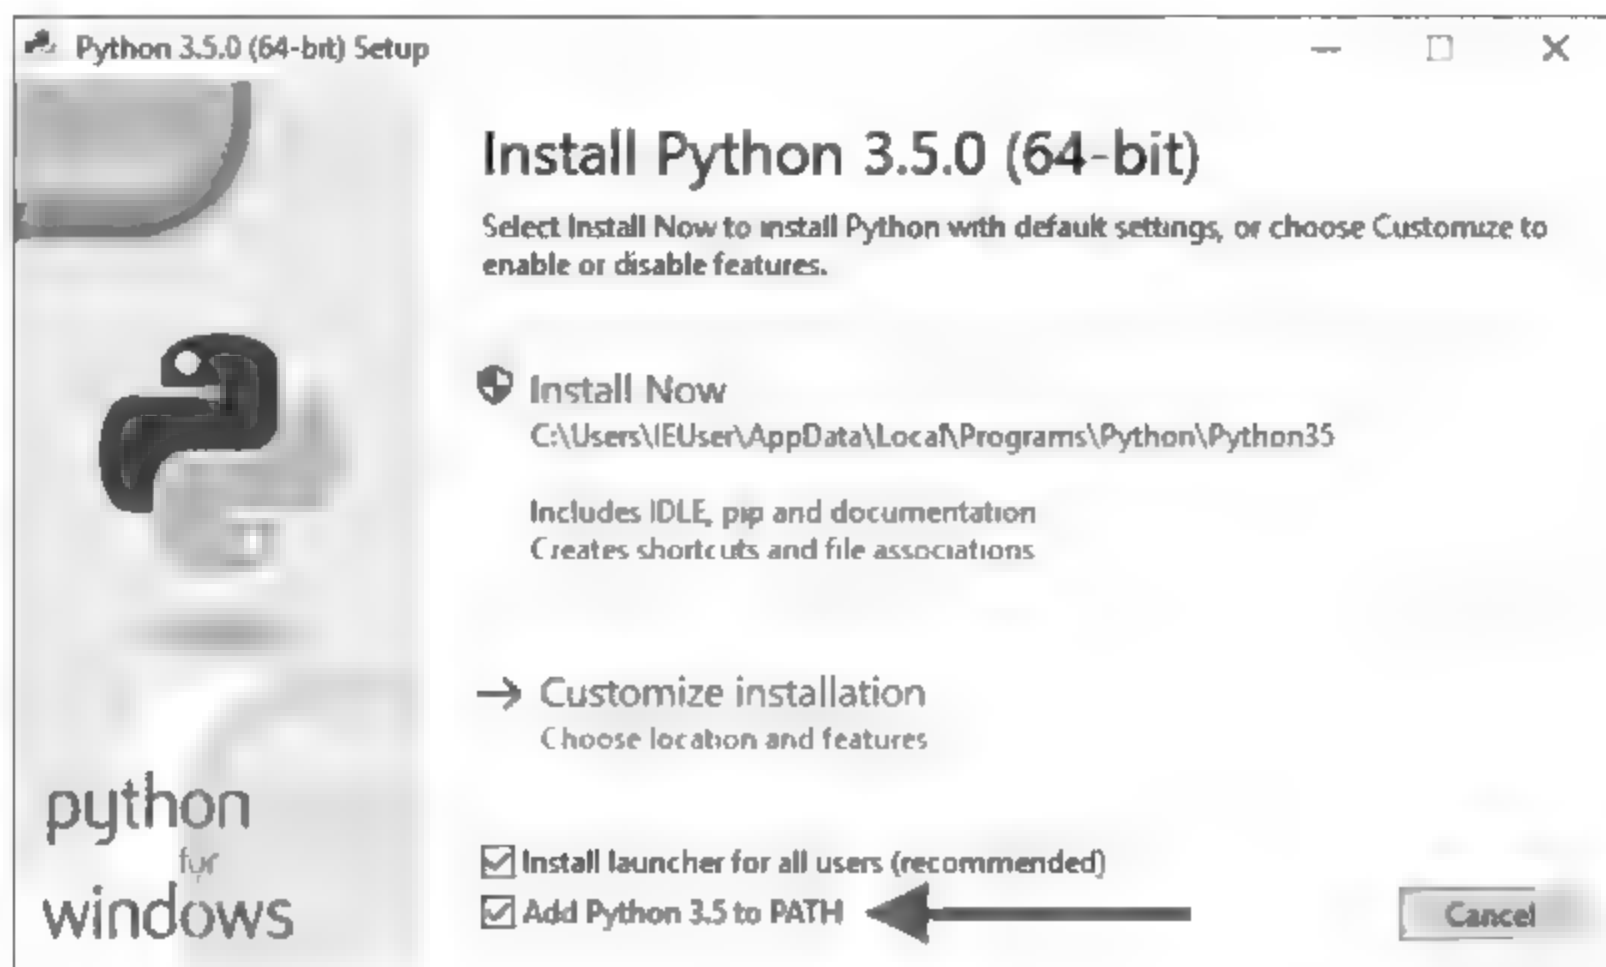 Python 3.5.0 (64-bit) Setup
Install Python 3.5.0 (64-bit)
Select Install Now to install Python with default settings, or choose Customize to
enable or disable features.
Install Now
C:\Users\IEUser\AppData\Local\Programs\Python\Python35
Includes IDLE, pip and documentation
Creates shortcuts and file associations
Customize installation
Choose location and features
python
for
windows
Install launcher for all users (recommended)
Add Python 3.5 to PATH
Cancel